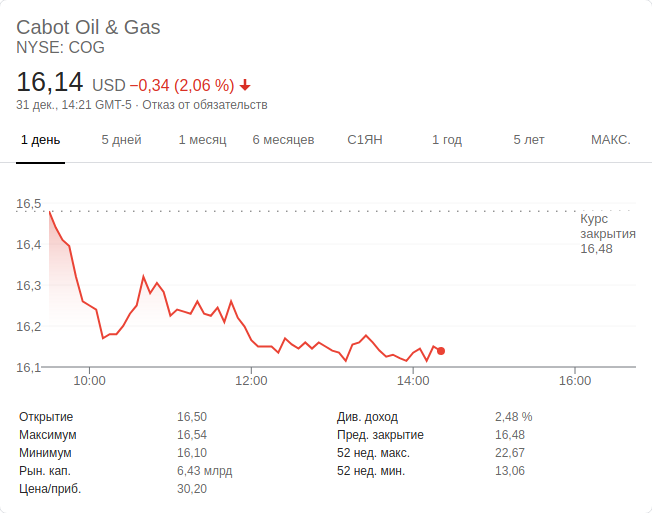 Cabot Oil & Gas
NYSE: COG
16,14 USD −0,34 (2,06 %)
31 дек., 14:21 GMT-5 · Отказ от обязательств
1 день 5 дней 1 месяц 6 месяцев С1ЯН 1 год 5 лет МАКС.
16,5
Курс
закрытия
16,48
16,4
16,3
16,2
16,1
10:00 12:00 14:00 16:00
Открытие 16,50 Див. доход 2,48 %
Максимум 16,54 Пред. закрытие 16,48
Минимум 16,10 52 нед. макс. 22,67
Рын. кап. 6,43 млрд 52 нед. мин. 13,06
Цена/приб. 30,20